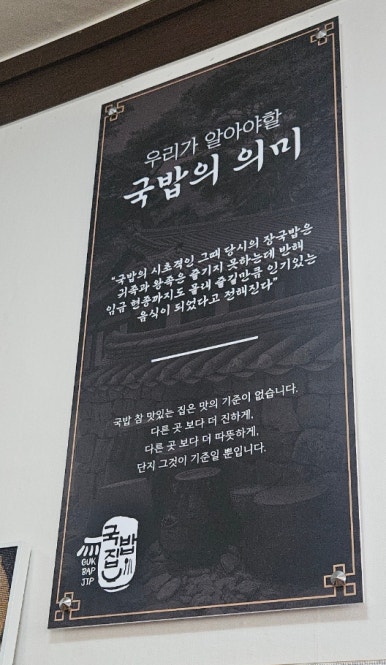 우리가 알아야할
국밥의 의미
"국밥의 시초적인 그때 당시의 장국밥은
귀족과 왕족은 즐기지 못하는데 반해
임금 현종까지도 몰내 즐길만큼 인기있는
음식이 되었다고 전해진다"
국밥 참 맛있는 집은 맛의 기준이 없습니다.
다른 곳 보다 더 진하게,
다른 곳 보다 더 따뜻하게,
단지 그것이 기준일 뿐입니다.
국밥
집
GUK
BAP
JIP